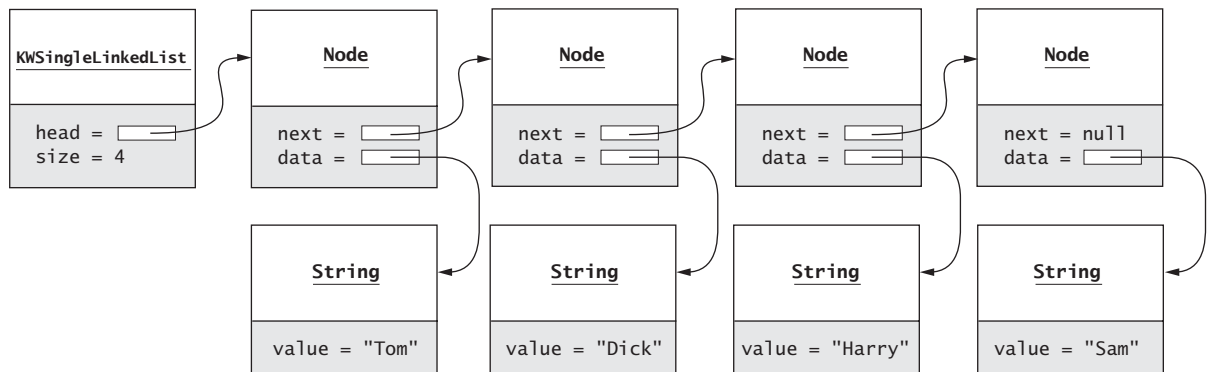 KWSingleLinkedList
head =
size = 4
Node
next =
data =
Node
next =
data =
Node
next =
data =
Node
next = null
data =
String
value = "Tom"
String
value = "Dick"
String
value = "Harry"
String
value = "Sam"